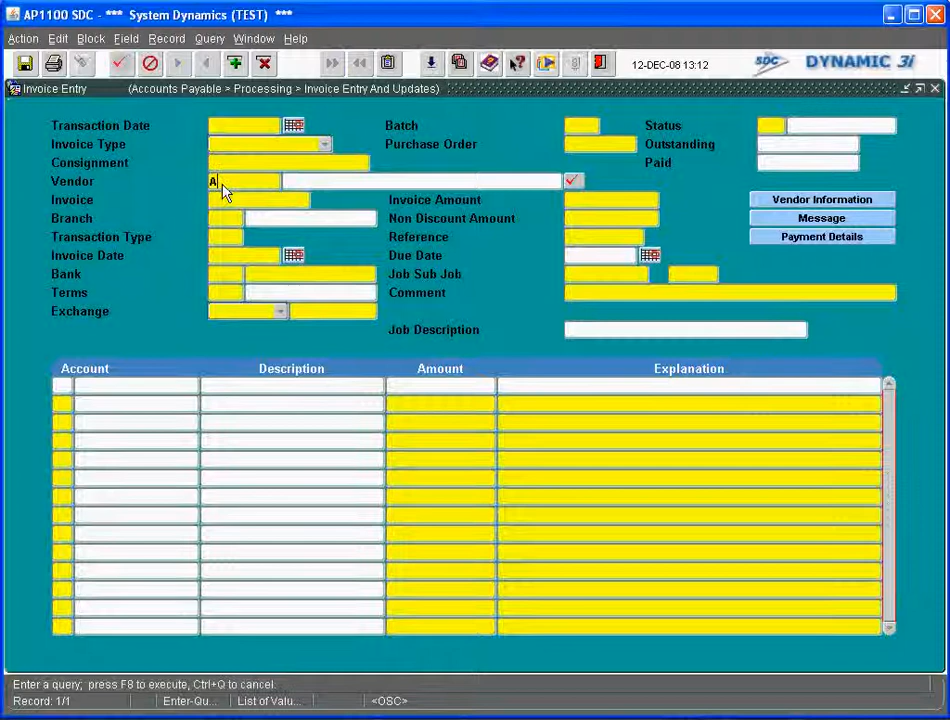 AP1100 SDC - *** System Dynamics (TEST) ***
Action Edit Block Field Record Query Window Help
12-DEC-08 13:12 SDC DYNAMIC 3i
Invoice Entry (Accounts Payable > Processing > Invoice Entry And Updates)
Transaction Date Batch Status
Invoice Type Purchase Order Outstanding
Consignment Paid
Vendor A
Invoice Invoice Amount Vendor Information
Branch Non Discount Amount Message
Transaction Type Reference Payment Details
Invoice Date Due Date
Bank Job Sub Job
Terms Comment
Exchange
Job Description
Account Description Amount Explanation
Enter a query; press F8 to execute, Ctrl+Q to cancel.
Record: 1/1 Enter-Qu... List of Valu... <OSC>